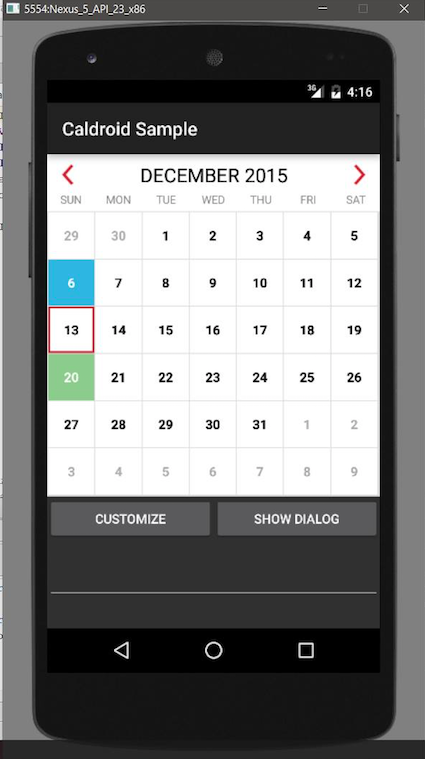 5554:Nexus_5_API_23_x86
3G 4:16
Caldroid Sample
DECEMBER 2015
SUN MON TUE WED THU FRI SAT
29 30 1 2 3 4 5
6 7 8 9 10 11 12
13 14 15 16 17 18 19
20 21 22 23 24 25 26
27 28 29 30 31 1 2
3 4 5 6 7 8 9
CUSTOMIZE SHOW DIALOG